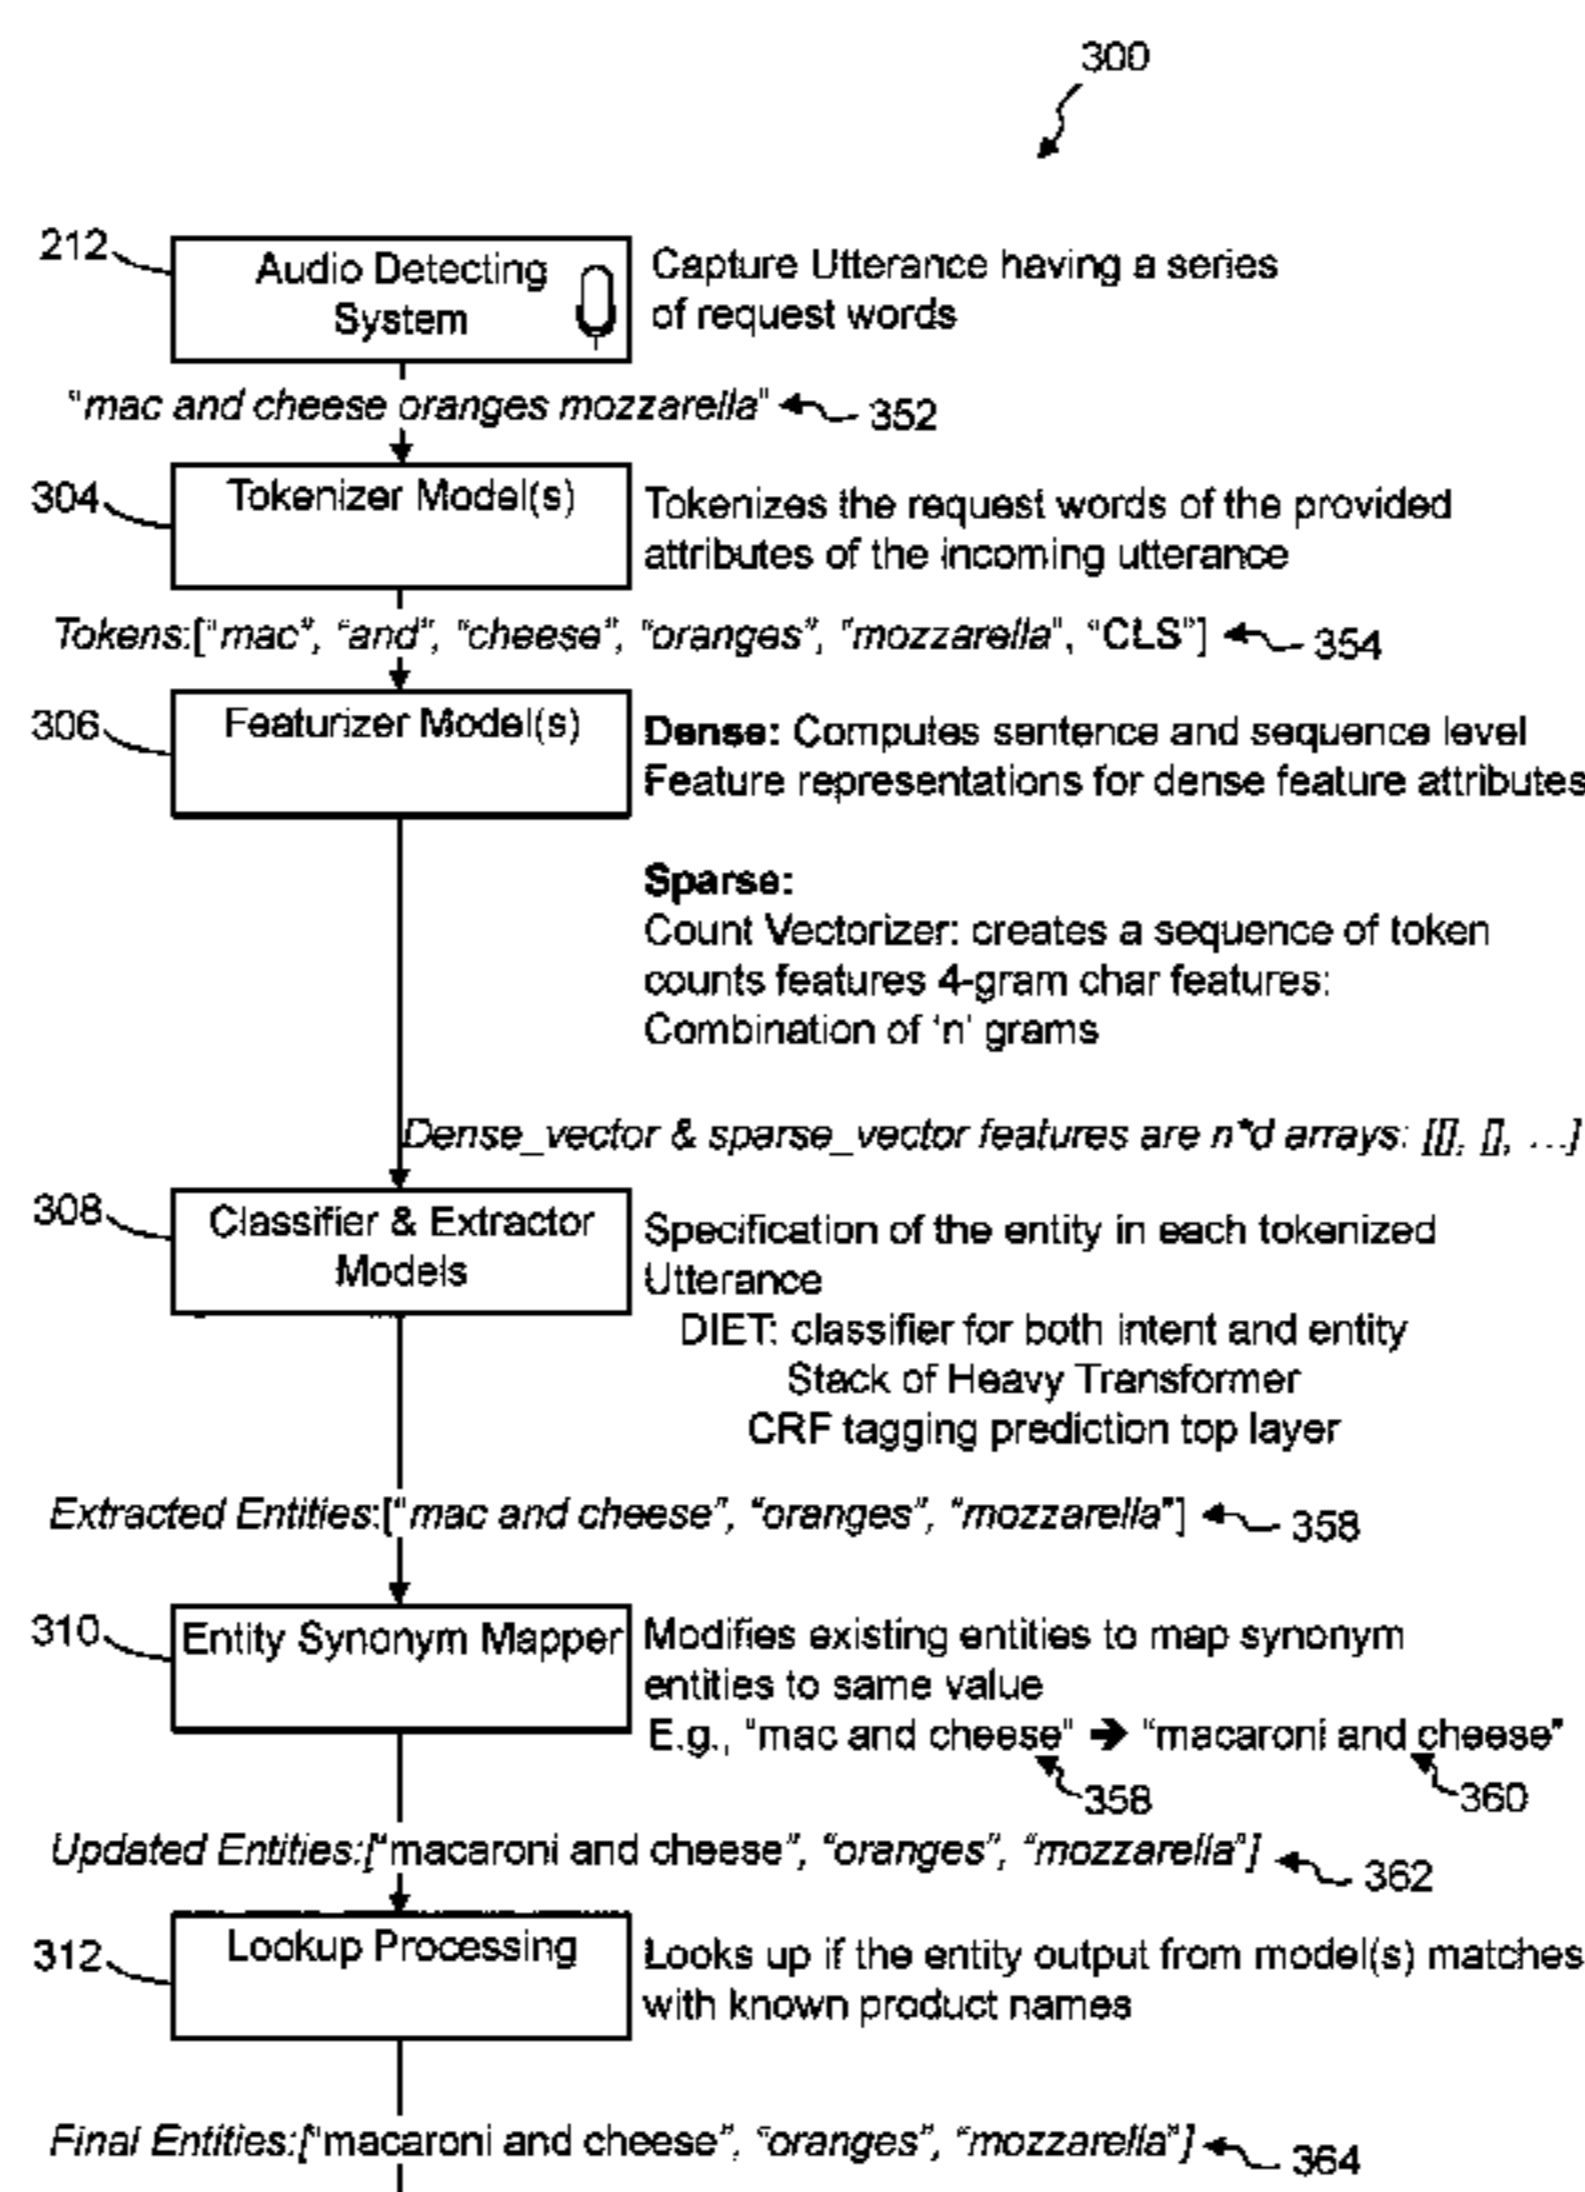 300
212
Audio Detecting
System
Capture Utterance having a series
of request words
"mac and cheese oranges mozzarella"
352
304
Tokenizer Model(s)
Tokenizes the request words of the provided
attributes of the incoming utterance
Tokens:["mac", "and", "cheese", "oranges", "mozzarella", "CLS"]
354
306
Featurizer Model(s)
Dense: Computes sentence and sequence level
Feature representations for dense feature attributes
Sparse:
Count Vectorizer: creates a sequence of token
counts features 4-gram char features:
Combination of 'n' grams
Dense_vector & sparse_vector features are n*d arrays: [[], [], …]
308
Classifier & Extractor
Models
Specification of the entity in each tokenized
Utterance
DIET: classifier for both intent and entity
Stack of Heavy Transformer
CRF tagging prediction top layer
Extracted Entities:["mac and cheese", "oranges", "mozzarella"]
358
310
Entity Synonym Mapper
Modifies existing entities to map synonym
entities to same value
E.g., "mac and cheese" ➔ "macaroni and cheese"
358
360
Updated Entities:["macaroni and cheese", "oranges", "mozzarella"]
362
312
Lookup Processing
Looks up if the entity output from model(s) matches
with known product names
Final Entities:["macaroni and cheese", "oranges", "mozzarella"]
364